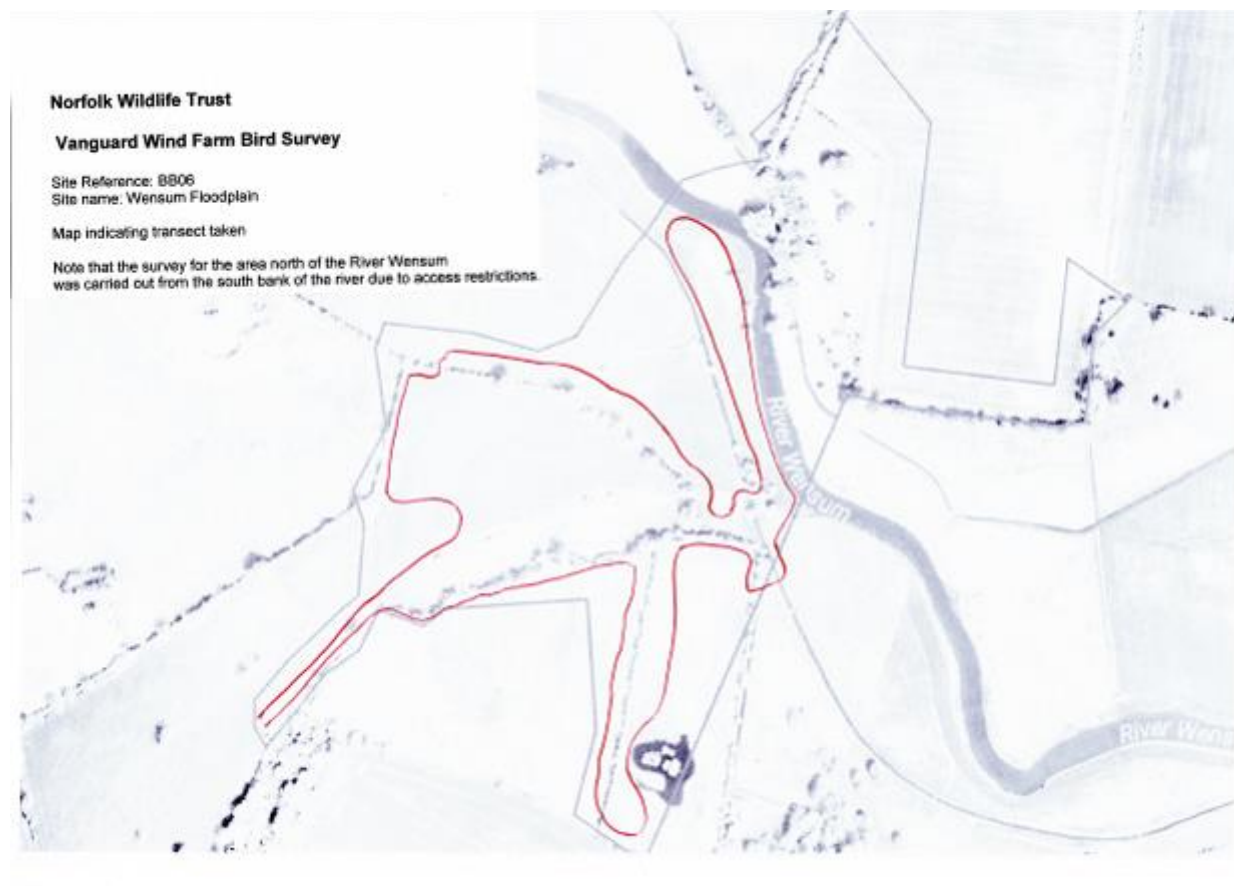 Norfolk Wildlife Trust
Vanguard Wind Farm Bird Survey
Site Reference: BB06
Site name: Wensum Floodplain
Map indicating transect taken
Note that the survey for the area north of the River Wensum
was carried out from the south bank of the river due to access restrictions.
River Wensum
River Wens